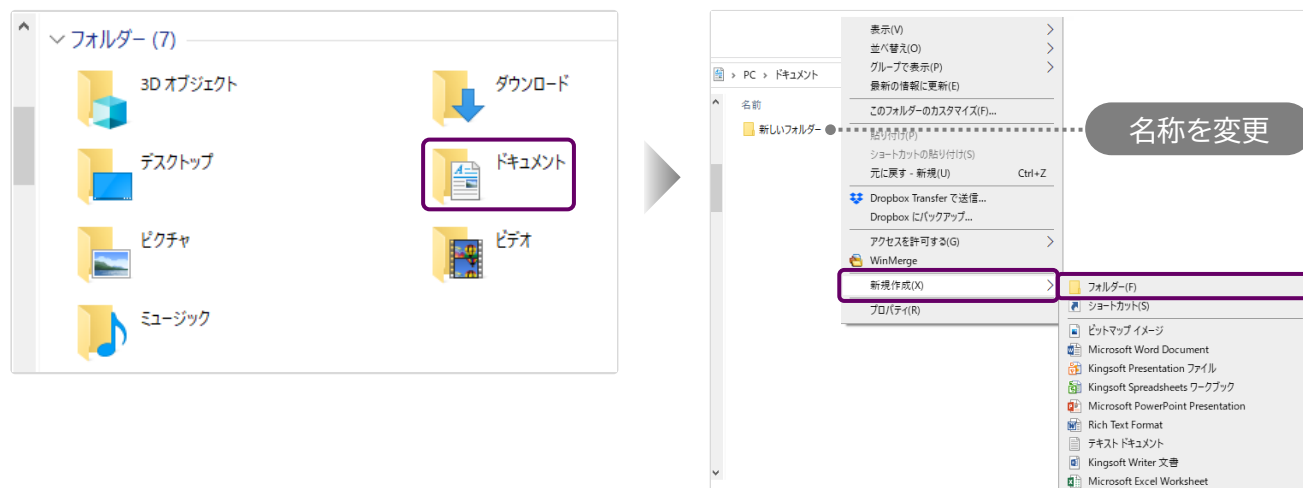 フォルダー (7)
3D オブジェクト
ダウンロード
デスクトップ
ドキュメント
ピクチャ
ビデオ
ミュージック
PC › ドキュメント
名前
新しいフォルダー
表示(V)
並べ替え(O)
グループで表示(P)
最新の情報に更新(E)
このフォルダーのカスタマイズ(F)...
貼り付け(P)
ショートカットの貼り付け(S)
元に戻す - 新規(U) Ctrl+Z
Dropbox Transfer で送信...
Dropbox にバックアップ...
アクセスを許可する(G)
WinMerge
新規作成(X)
プロパティ(R)
名称を変更
フォルダー(F)
ショートカット(S)
ビットマップ イメージ
Microsoft Word Document
Kingsoft Presentation ファイル
Kingsoft Spreadsheets ワークブック
Microsoft PowerPoint Presentation
Rich Text Format
テキスト ドキュメント
Kingsoft Writer 文書
Microsoft Excel Worksheet